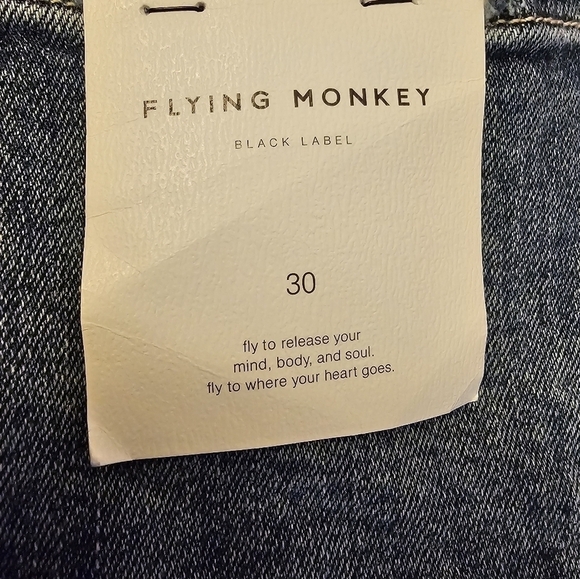 FLYING MONKEY
BLACK LABEL
30
fly to release your
mind, body, and soul.
fly to where your heart goes.